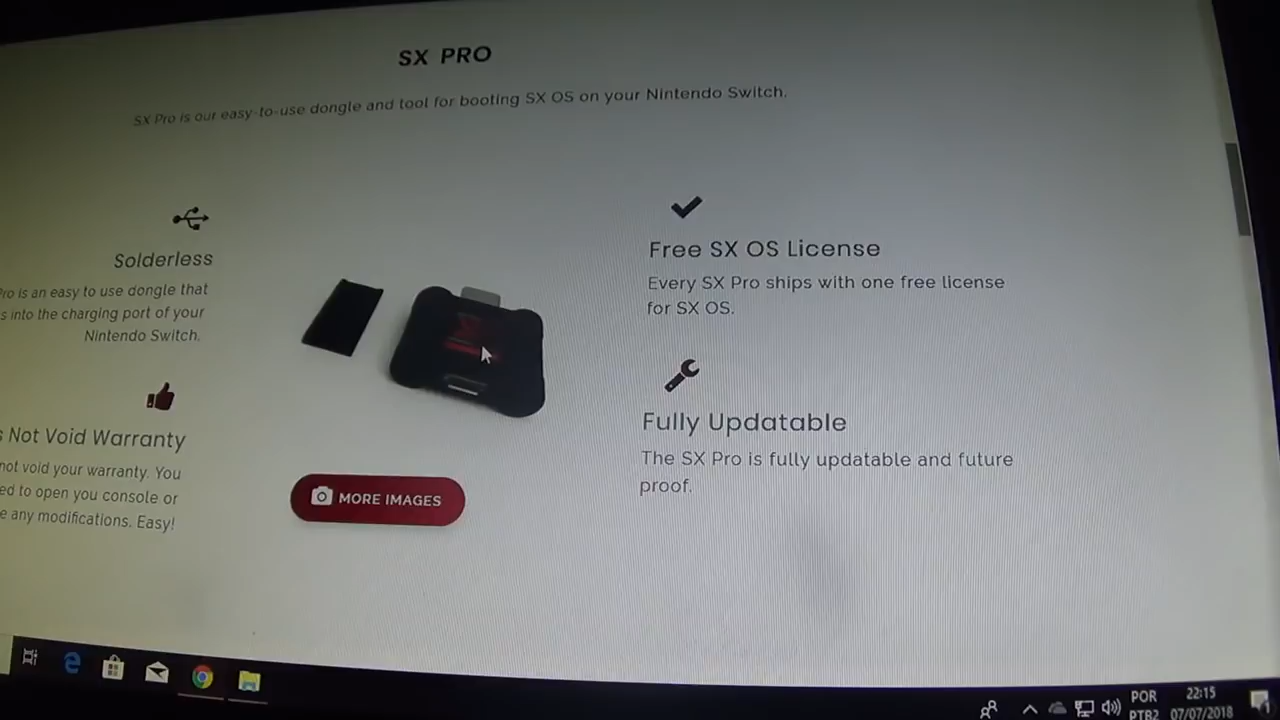 SX PRO
SX Pro is our easy-to-use dongle and tool for booting SX OS on your Nintendo Switch.
Solderless
Pro is an easy to use dongle that
s into the charging port of your
Nintendo Switch.
s Not Void Warranty
not void your warranty. You
ed to open you console or
e any modifications. Easy!
MORE IMAGES
Free SX OS License
Every SX Pro ships with one free license
for SX OS.
Fully Updatable
The SX Pro is fully updatable and future
proof.
POR
PTB2
22:15
07/07/2018